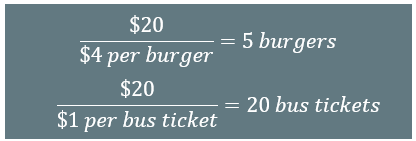 $20
$4 per burger = 5 burgers
$20
$1 per bus ticket = 20 bus tickets